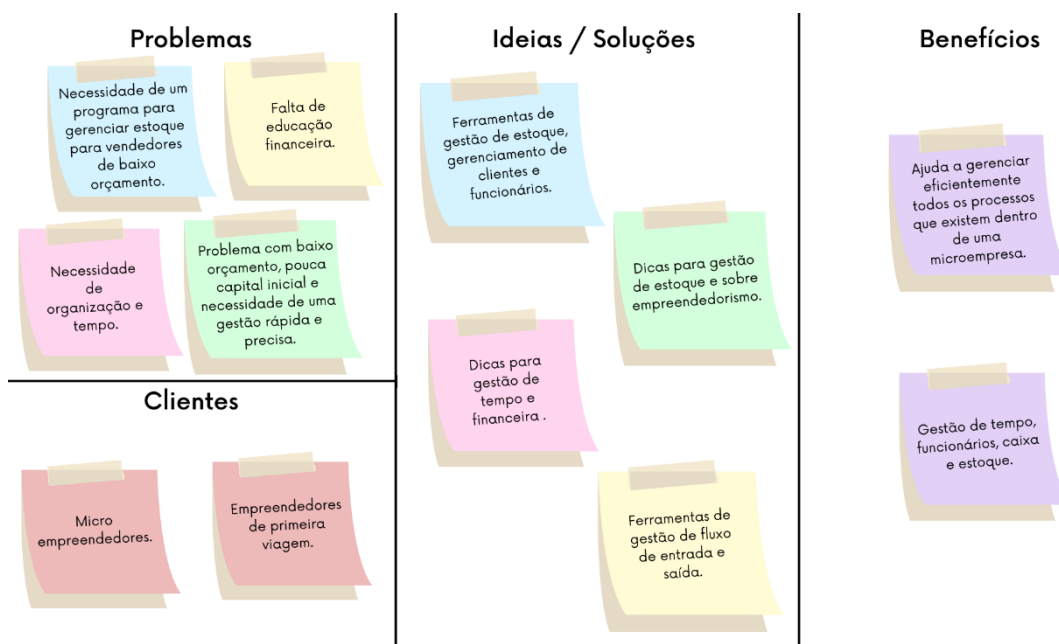 Problemas
Necessidade de um
programa para
gerenciar estoque
para vendedores
de baixo
orçamento.
Falta de
educação
financeira.
Necessidade
de
organização e
tempo.
Problema com baixo
orçamento, pouca
capital inicial e
necessidade de uma
gestão rápida e
precisa.
Clientes
Micro
empreendedores.
Empreendedores
de primeira
viagem.
Ideias / Soluções
Ferramentas de
gestão de estoque,
gerenciamento de
clientes e
funcionários.
Dicas para gestão
de estoque e sobre
empreendedorismo.
Dicas para
gestão de
tempo e
financeira .
Ferramentas de
gestão de fluxo
de entrada e
saída.
Benefícios
Ajuda a gerenciar
eficientemente
todos os processos
que existem dentro
de uma
microempresa.
Gestão de tempo,
funcionários, caixa
e estoque.